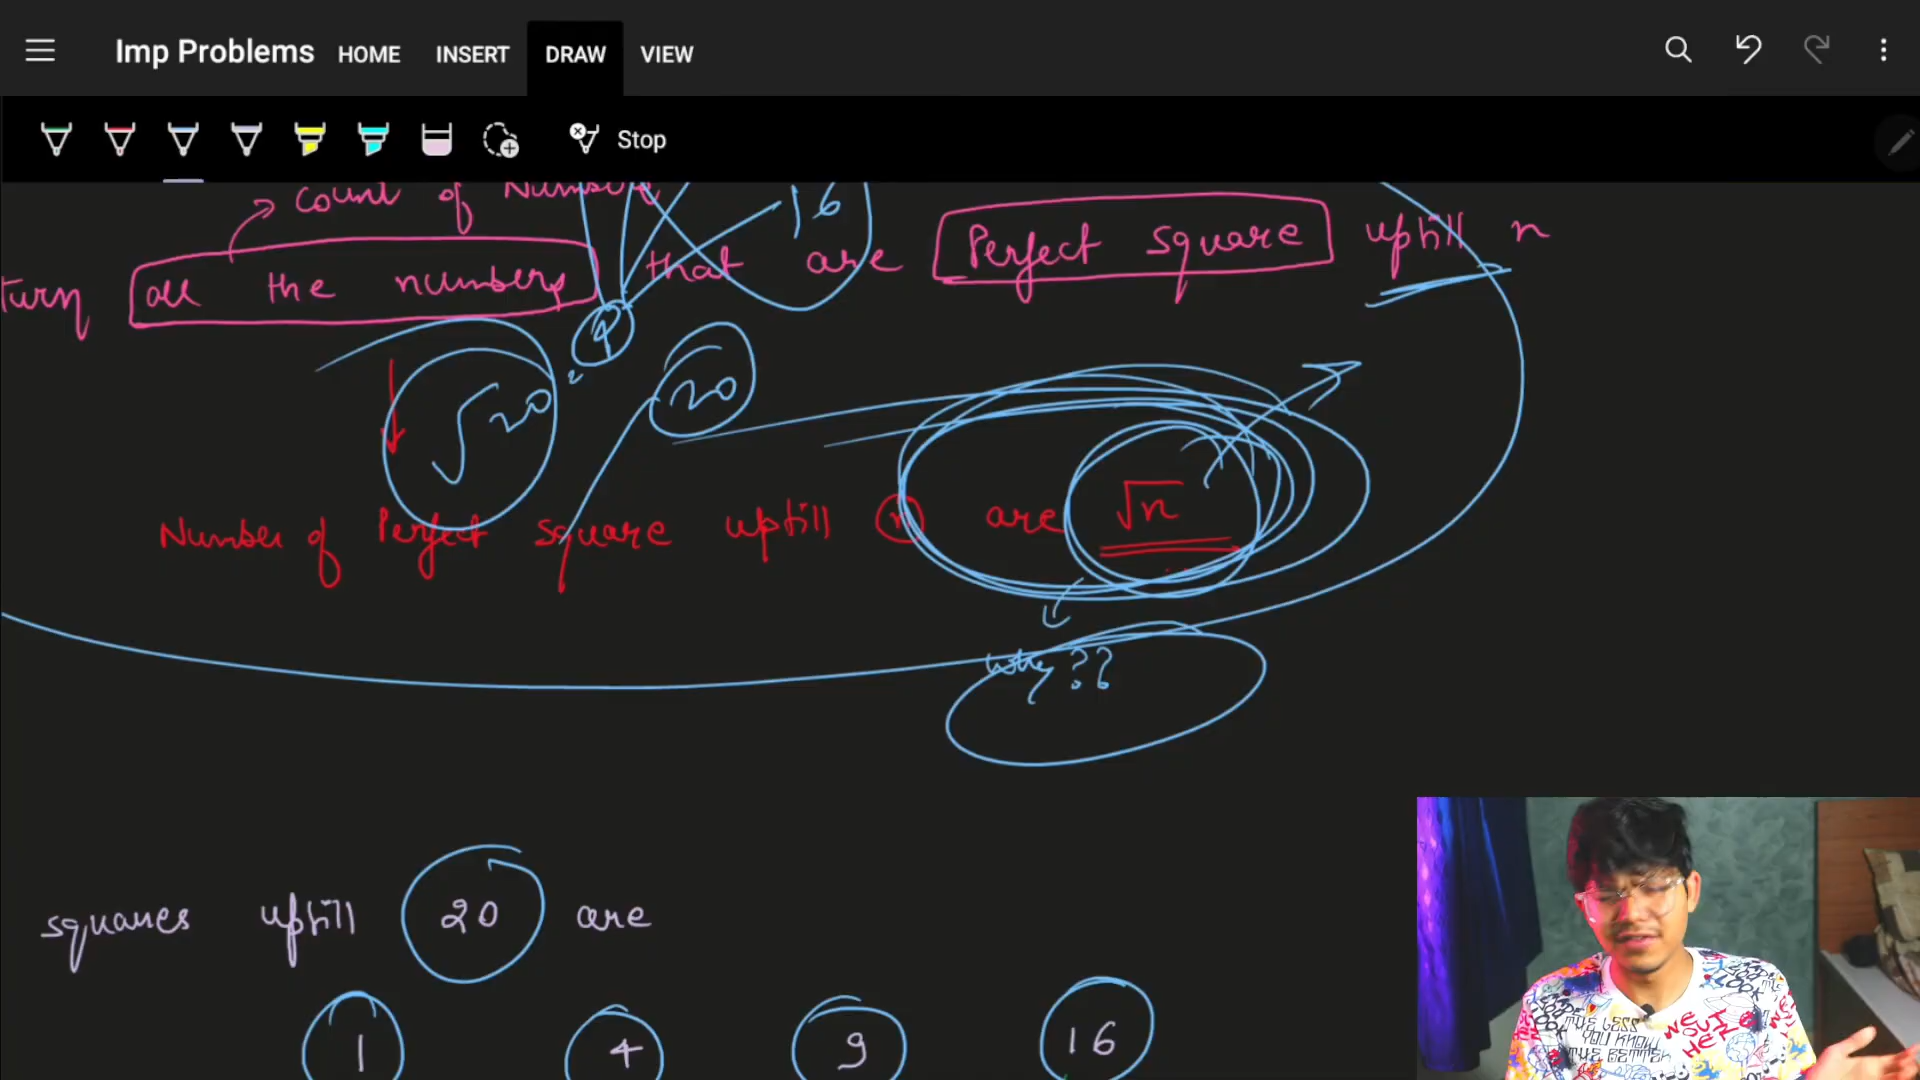 Imp Problems HOME INSERT DRAW VIEW
Stop
Count of Numbers
16
turn all the numbers that are Perfect square uptill n
4
√20
20
Number of Perfect square uptill n are √n
why??
squares uptill 20 are
1 4 9 16